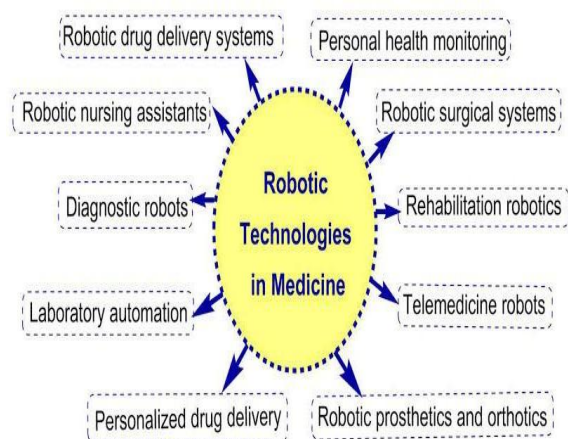 Robotic drug delivery systems
Personal health monitoring
Robotic nursing assistants
Robotic surgical systems
Robotic
Technologies
in Medicine
Diagnostic robots
Rehabilitation robotics
Laboratory automation
Telemedicine robots
Personalized drug delivery
Robotic prosthetics and orthotics